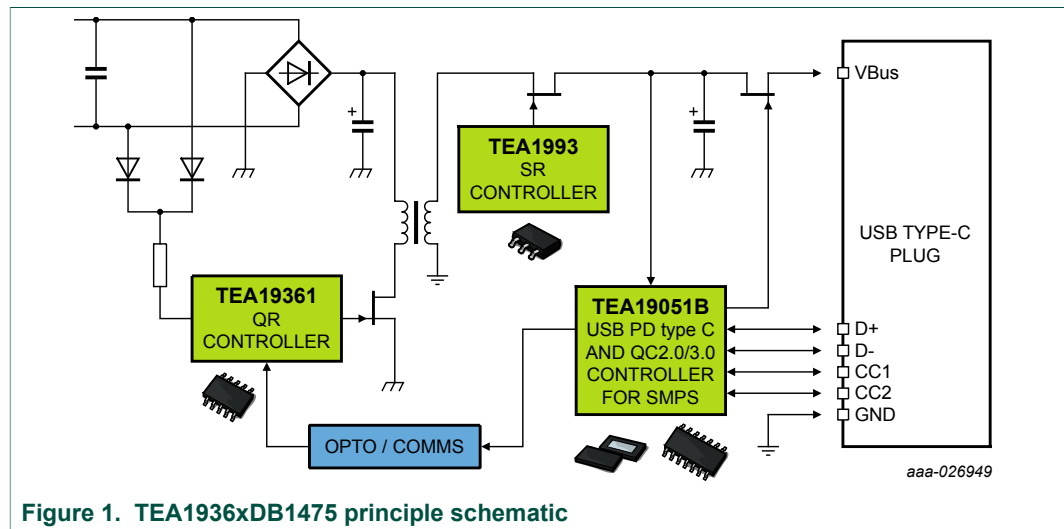 +
+
VBus
TEA1993
SR
CONTROLLER
USB TYPE-C
PLUG
TEA19361
QR
CONTROLLER
TEA19051B
USB PD type C
AND QC2.0/3.0
CONTROLLER
FOR SMPS
D+
D-
CC1
CC2
GND
OPTO / COMMS
aaa-026949
Figure 1. TEA1936xDB1475 principle schematic